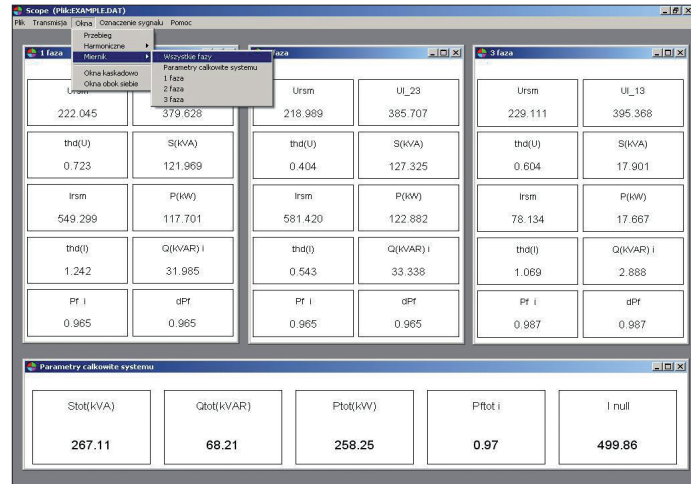 Scope (Plik:EXAMPLE.DAT)
Plik Transmisja Okna Oznaczenie sygnału Pomoc
Przebieg
Harmoniczne
Miernik
Okna kaskadowo
Okna obok siebie
Wszystkie fazy
Parametry calkowite systemu
1 faza
2 faza
3 faza
1 faza
222.045 379.628
thd(U) S(kVA)
0.723 121.969
Irsm P(kW)
549.299 117.701
thd(I) Q(kVAR) i
1.242 31.985
Pf i dPf
0.965 0.965
faza
Ursm Ul_23
218.989 385.707
thd(U) S(kVA)
0.404 127.325
Irsm P(kW)
581.420 122.882
thd(I) Q(kVAR) i
0.543 33.338
Pf i dPf
0.965 0.965
3 faza
Ursm Ul_13
229.111 395.368
thd(U) S(kVA)
0.604 17.901
Irsm P(kW)
78.134 17.667
thd(I) Q(kVAR) i
1.069 2.888
Pf i dPf
0.987 0.987
Parametry calkowite systemu
Stot(kVA) Qtot(kVAR) Ptot(kW) Pftot i I null
267.11 68.21 258.25 0.97 499.86